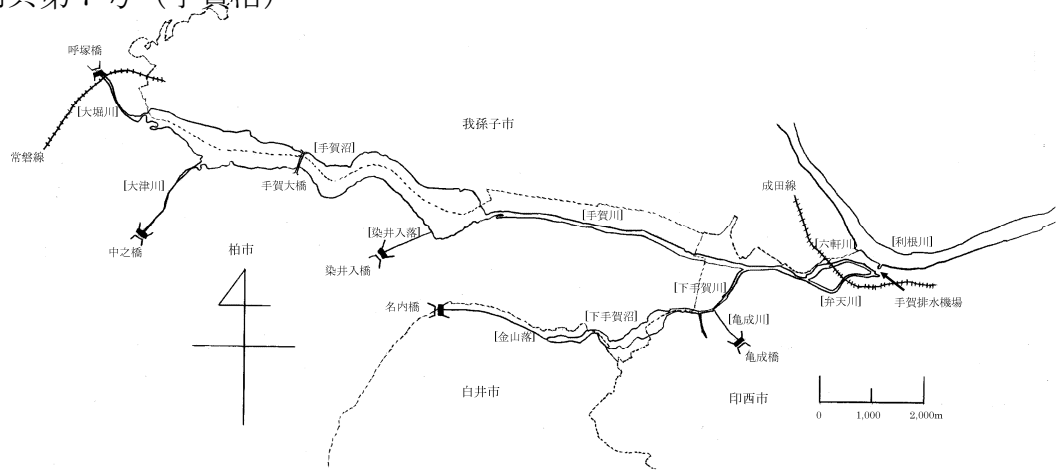 呼塚橋
[大堀川]
常磐線
我孫子市
[手賀沼]
手賀大橋
[大津川]
中之橋
柏市
[染井入落]
染井入橋
[手賀川]
成田線
[六軒川]
[利根川]
[弁天川]
手賀排水機場
[下手賀川]
名内橋
[下手賀沼]
[金山落]
[亀成川]
亀成橋
白井市
印西市
0 1,000 2,000m